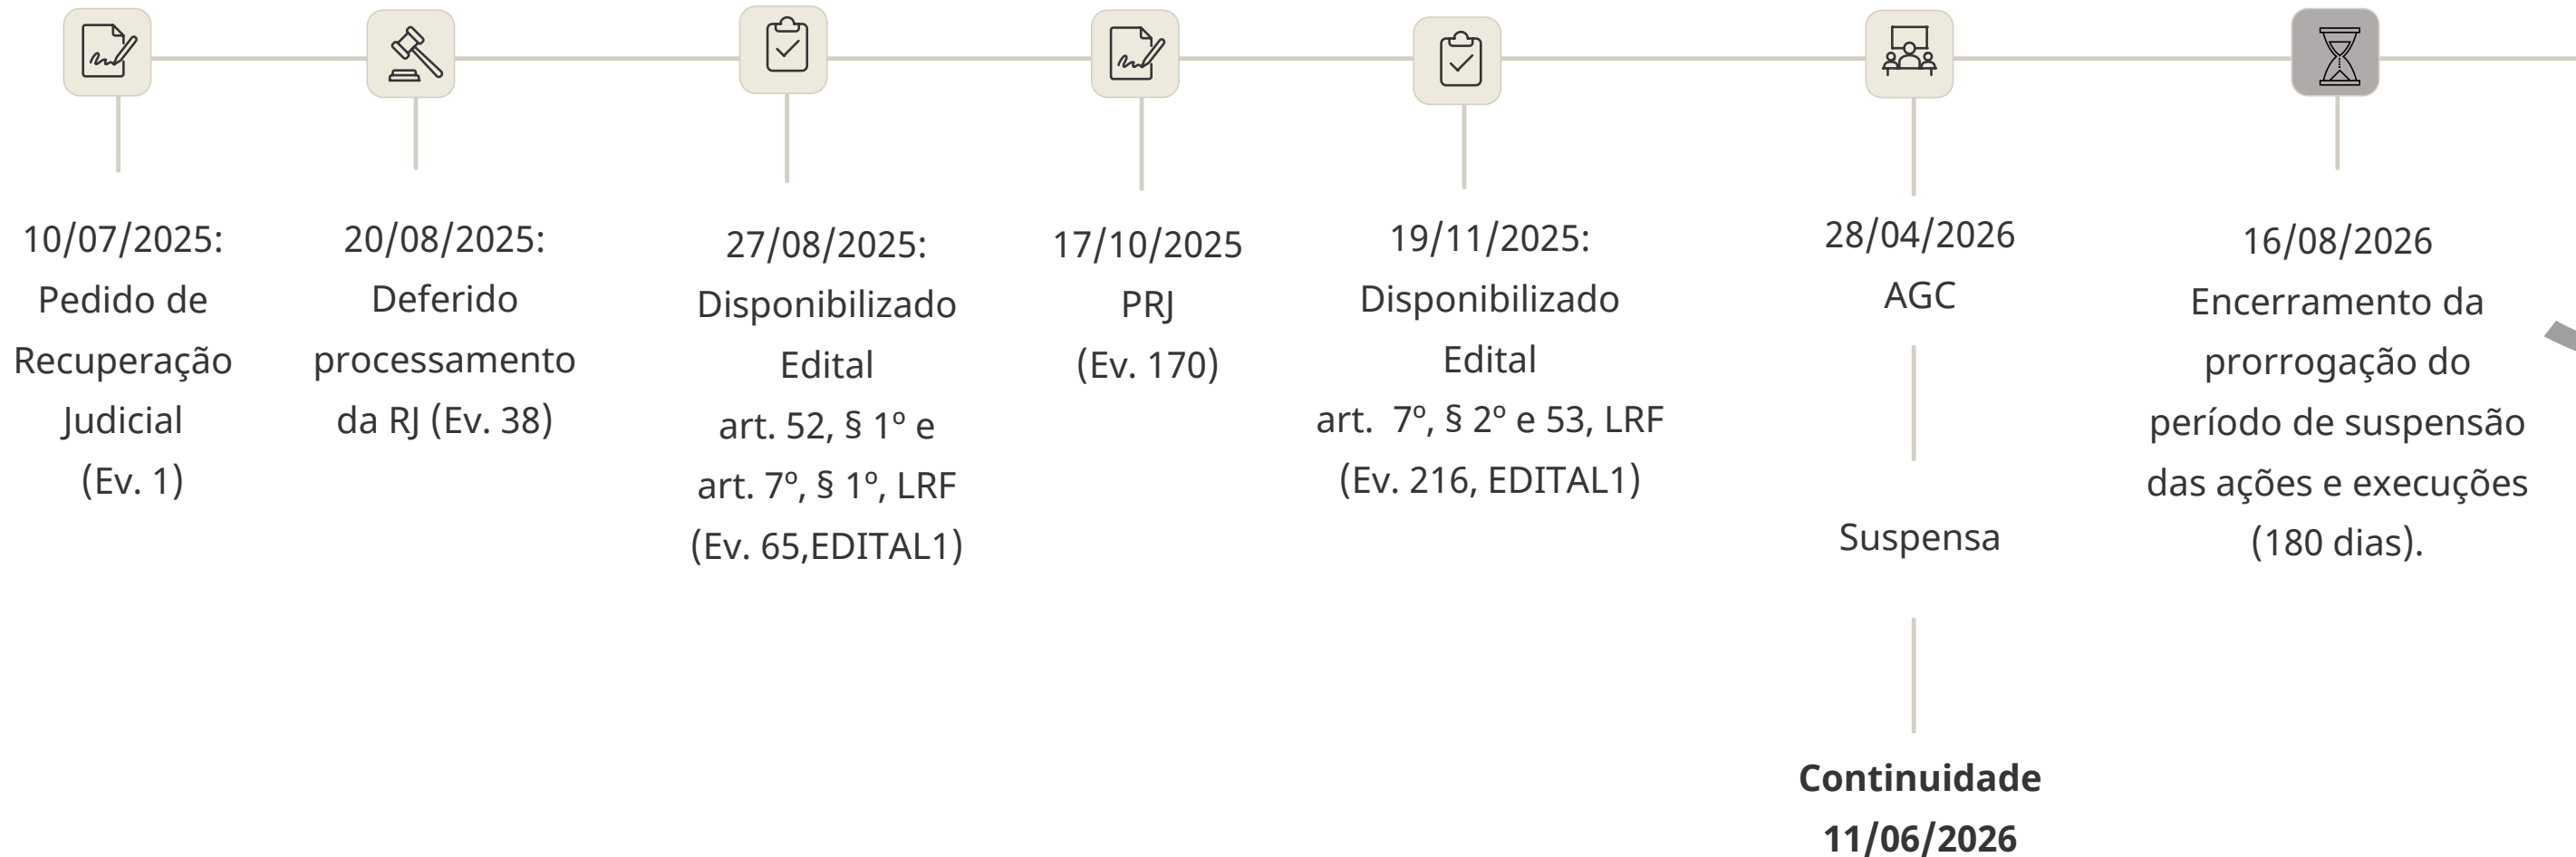 10/07/2025:
Pedido de
Recuperação
Judicial
(Ev. 1)
20/08/2025:
Deferido
processamento
da RJ (Ev. 38)
27/08/2025:
Disponibilizado
Edital
art. 52, § 1º e
art. 7º, § 1º, LRF
(Ev. 65,EDITAL1)
17/10/2025
PRJ
(Ev. 170)
19/11/2025:
Disponibilizado
Edital
art.  7º, § 2º e 53, LRF
(Ev. 216, EDITAL1)
28/04/2026
AGC
Suspensa
Continuidade
11/06/2026
16/08/2026
Encerramento da
prorrogação do
período de suspensão
das ações e execuções
(180 dias).